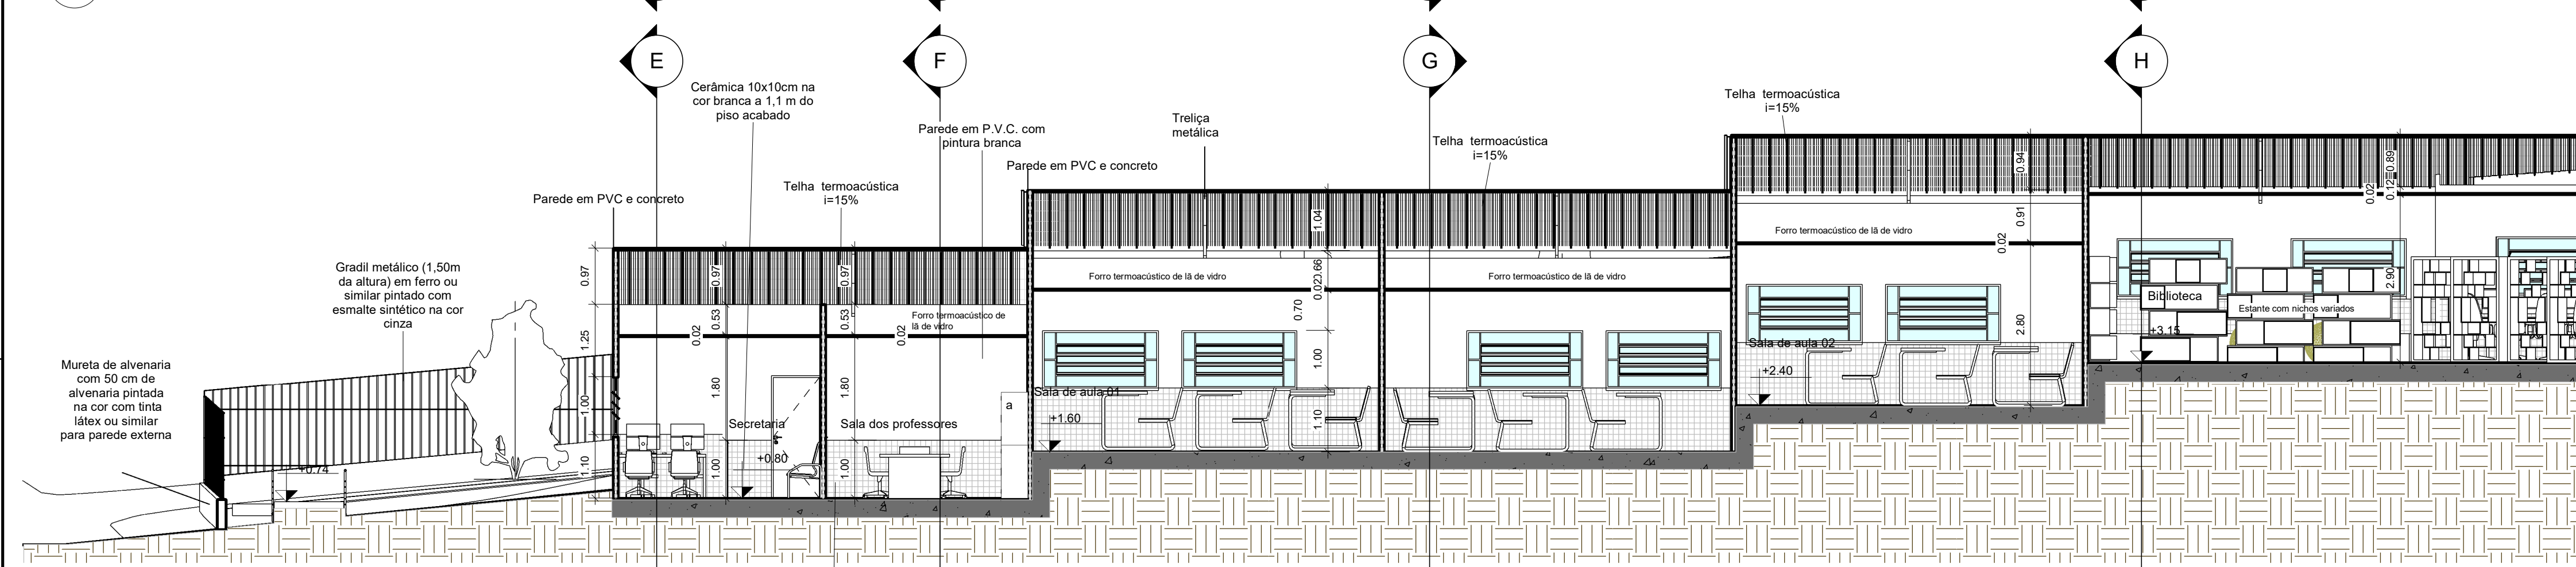 E
F
G
H
Cerâmica 10x10cm na
cor branca a 1,1 m do
piso acabado
Parede em P.V.C. com
pintura branca
Treliça
metálica
Telha termoacústica
i=15%
Telha termoacústica
i=15%
Parede em PVC e concreto
Telha termoacústica
i=15%
Parede em PVC e concreto
Gradil metálico (1,50m
da altura) em ferro ou
similar pintado com
esmalte sintético na cor
cinza
Mureta de alvenaria
com 50 cm de
alvenaria pintada
na cor com tinta
látex ou similar
para parede externa
+0.74
0.97
1.25
1.00
1.10
0.97
0.53
0.02
1.80
1.00
Secretaria
+0.80
0.97
0.53
0.02
1.80
1.00
Forro termoacústico de
lã de vidro
Sala dos professores
a
Forro termoacústico de lã de vidro
Sala de aula 01
+1.60
1.04
0.66
0.02
0.70
1.00
1.10
Forro termoacústico de lã de vidro
Forro termoacústico de lã de vidro
0.94
0.91
0.02
2.80
Sala de aula 02
+2.40
0.89
0.12
0.02
2.90
Biblioteca
Estante com nichos variados
+3.15